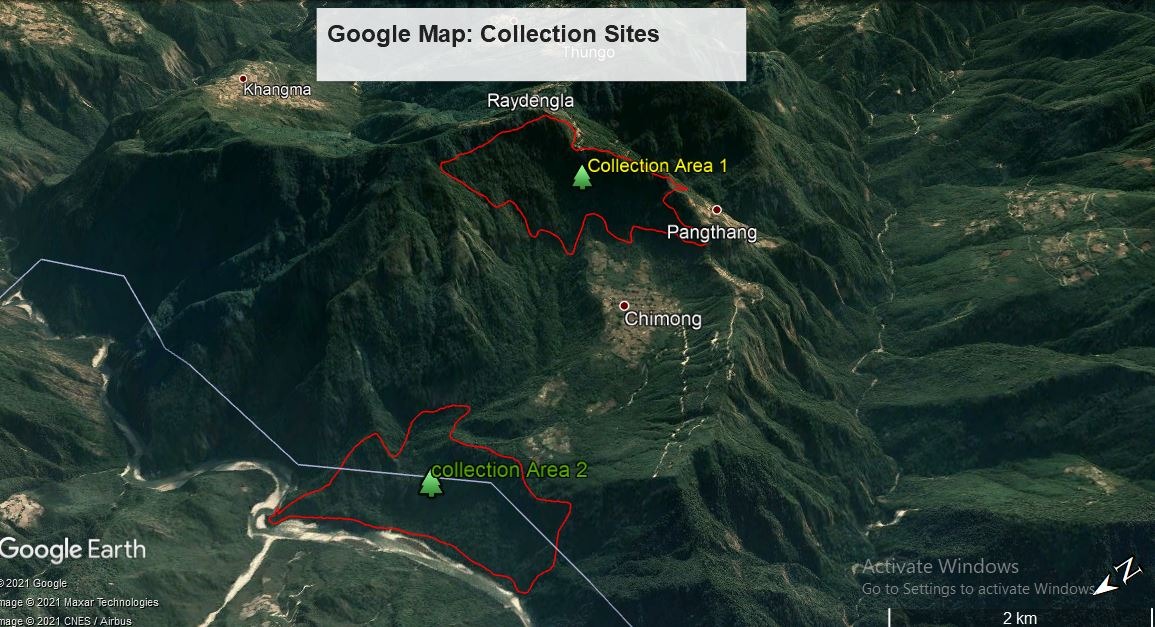 Google Map: Collection Sites
Thungo
Khangma
Raydengla
Collection Area 1
Pangthang
Chimong
collection Area 2
Google Earth
© 2021 Google
mage © 2021 Maxar Technologies
mage © 2021 CNES / Airbus
Activate Windows
Go to Settings to activate Windows
N
2 km